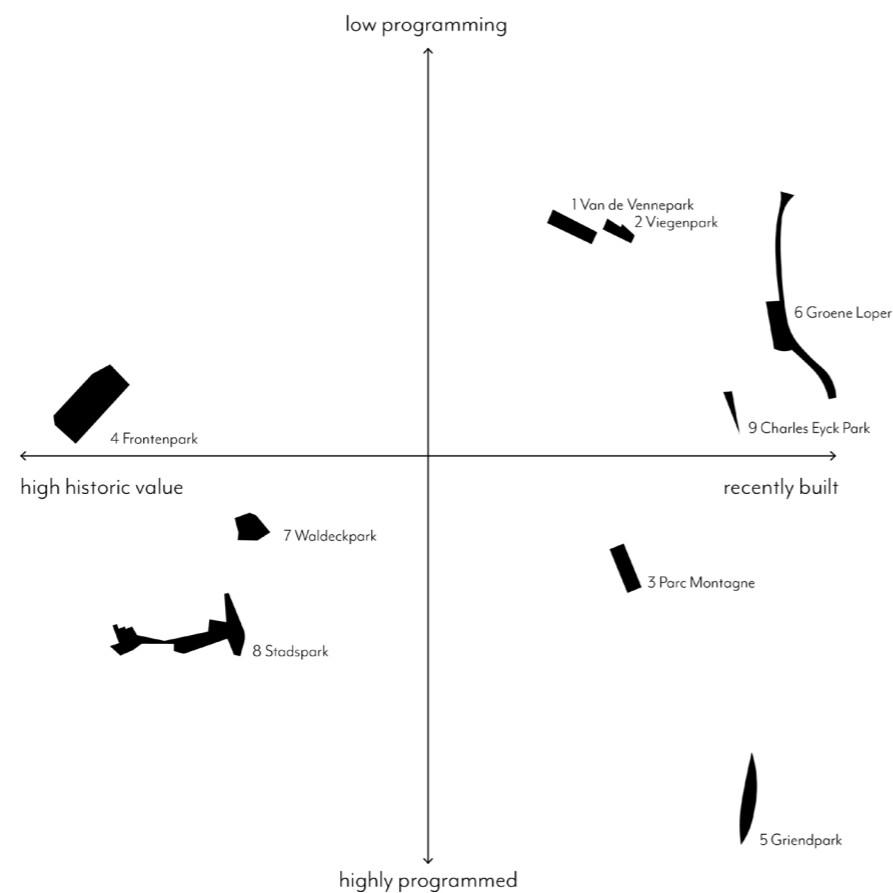 low programming
1 Van de Vennepark
2 Viegenpark
6 Groene Loper
9 Charles Eyck Park
4 Frontenpark
high historic value
recently built
7 Waldeckpark
3 Parc Montagne
8 Stadspark
5 Griendpark
highly programmed